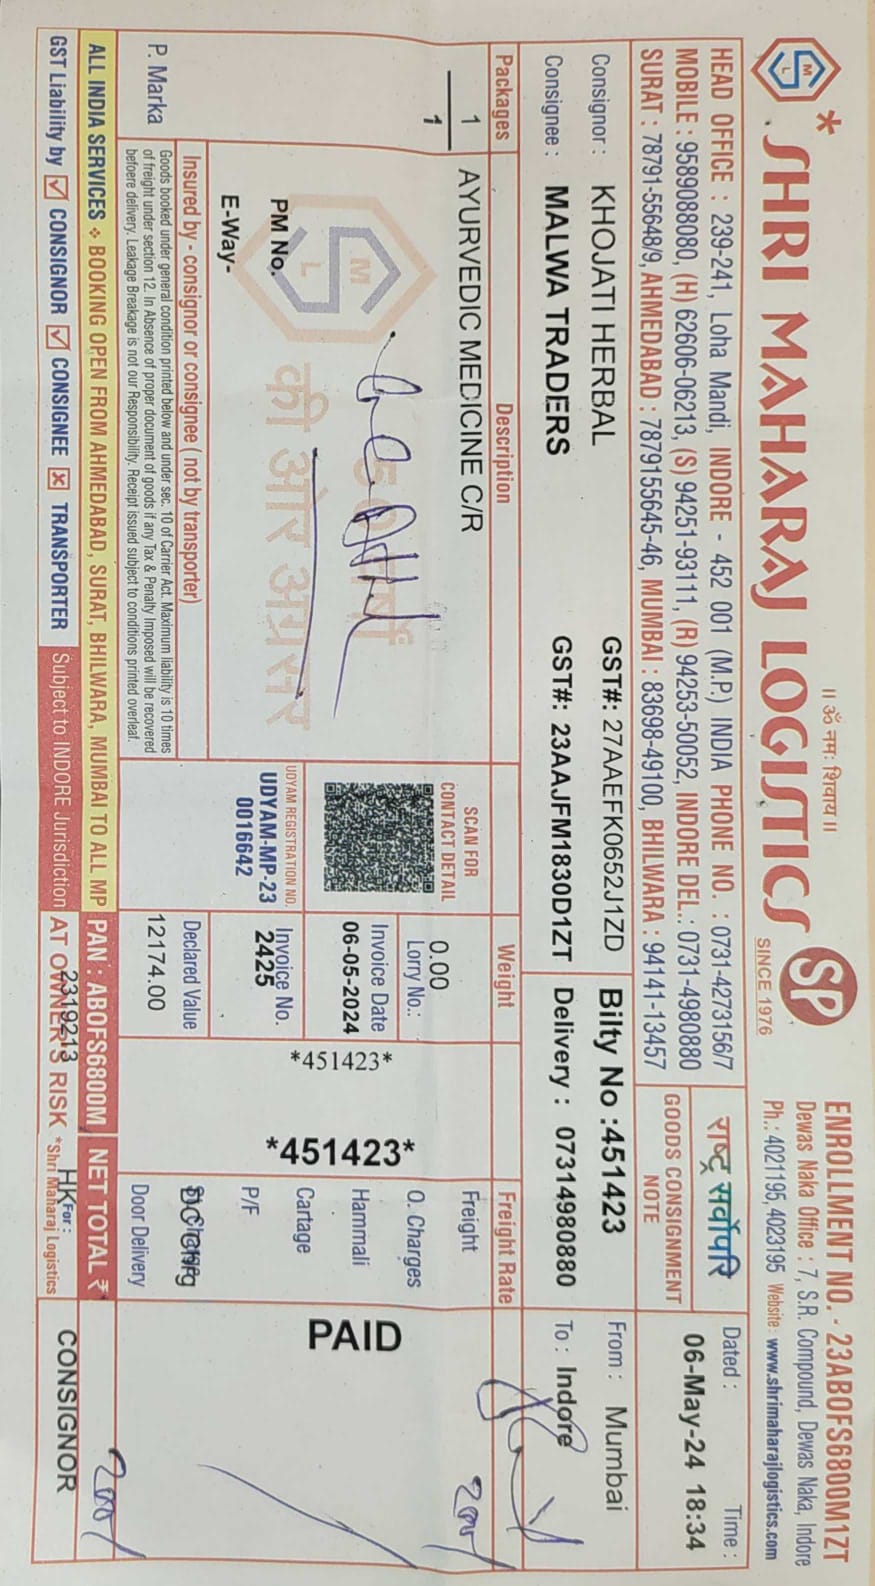 ।। ॐ नमः शिवाय ।।
ENROLLMENT NO. - 23ABOFS6800M1ZT
* SHRI MAHARAJ LOGISTICS
SML
SP
SINCE 1976
Dewas Naka Office : 7, S.R. Compound, Dewas Naka, Indore
Ph.: 4021195, 4023195 Website : www.shrimaharajlogistics.com
HEAD OFFICE : 239-241, Loha Mandi, INDORE - 452 001 (M.P.) INDIA PHONE NO. : 0731-4273156/7
MOBILE : 9589088080, (H) 62606-06213, (S) 94251-93111, (R) 94253-50052, INDORE DEL.: 0731-4980880
SURAT : 78791-55648/9, AHMEDABAD : 7879155645-46, MUMBAI : 83698-49100, BHILWARA : 94141-13457
राष्ट्र सर्वोपरि
GOODS CONSIGNMENT
NOTE
Dated : Time :
06-May-24 18:34
Consignor : KHOJATI HERBAL GST#: 27AAEFK0652J1ZD Bilty No :451423 From : Mumbai
Consignee : MALWA TRADERS GST#: 23AAJFM1830D1ZT Delivery : 07314980880 To : Indore
Packages Description Weight Freight Rate
1 AYURVEDIC MEDICINE C/R
1
SCAN FOR
CONTACT DETAIL
0.00
Lorry No.:
Freight
200/
O. Charges
SML
50 वर्षों
की ओर अग्रसर
Invoice Date
06-05-2024
*451423*
Hammali
PAID
PM No.
UDYAM REGISTRATION NO.
UDYAM-MP-23
0016642
Invoice No.
2425
*451423*
Cartage
E-Way-
P/F
Insured by - consignor or consignee ( not by transporter)
Declared Value
12174.00
P. Marka
Goods booked under general condition printed below and under sec. 10 of Carrier Act. Maximum liability is 10 times
of freight under section 12. In Absence of proper document of goods if any Tax & Penalty Imposed will be recovered
befoere delivery. Leakage Breakage is not our Responsibility. Receipt issued subject to conditions printed overleaf.
Door Delivery
ALL INDIA SERVICES ❖ BOOKING OPEN FROM AHMEDABAD, SURAT, BHILWARA, MUMBAI TO ALL MP PAN : ABOFS6800M NET TOTAL ₹
200/
GST Liability by ☑ CONSIGNOR ☑ CONSIGNEE ☒ TRANSPORTER Subject to INDORE Jurisdiction AT OWNER'S RISK
2319213
HK
For :
*Shri Maharaj Logistics
CONSIGNOR